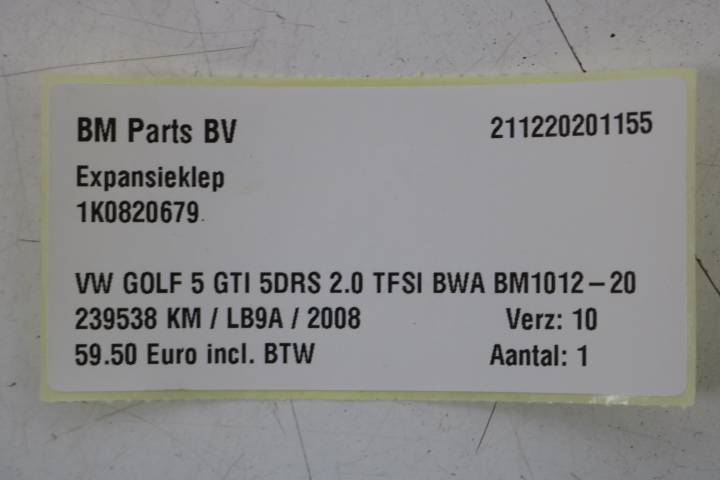 BM Parts BV 211220201155
Expansieklep
1K0820679
VW GOLF 5 GTI 5DRS 2.0 TFSI BWA BM1012-20
239538 KM / LB9A / 2008 Verz: 10
59.50 Euro incl. BTW Aantal: 1